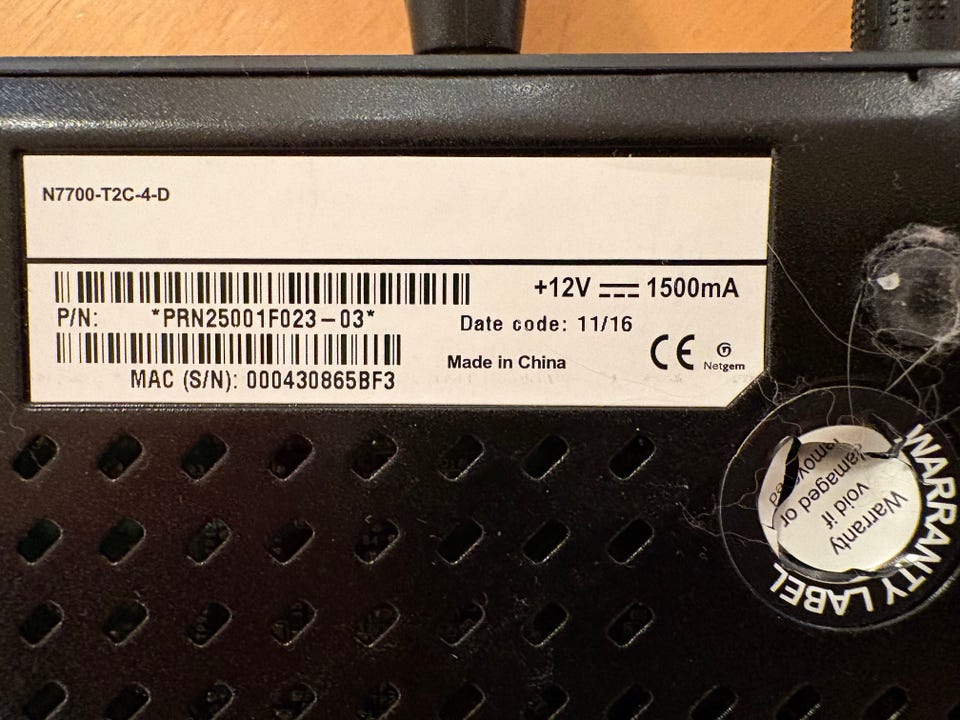 N7700-T2C-4-D
+12V 1500mA
P/N: *PRN25001F023-03*
Date code: 11/16
Made in China
CE
Netgem
MAC (S/N): 000430865BF3
WARRANTY LABEL
Warranty
void if
damaged or
removed